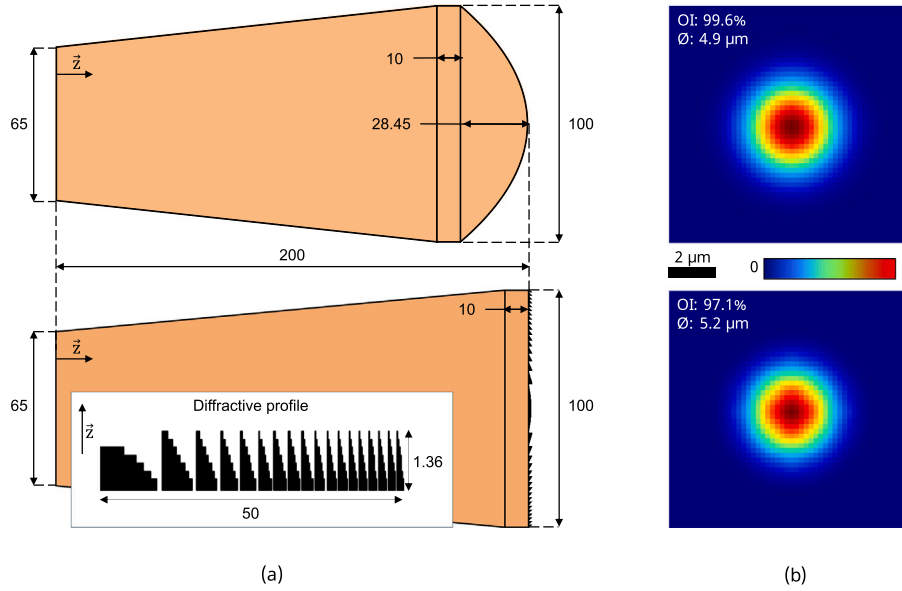 z
65
10
28.45
100
200
z
65
10
100
Diffractive profile
z
1.36
50
(a)
OI: 99.6%
Ø: 4.9 µm
2 µm
0
OI: 97.1%
Ø: 5.2 µm
(b)